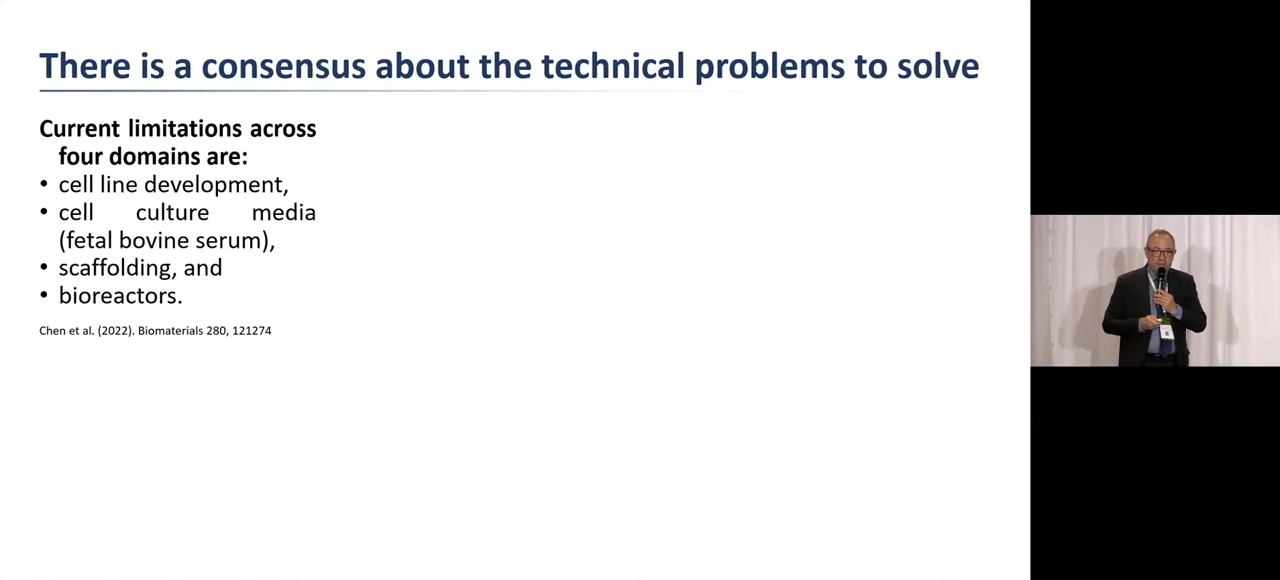 There is a consensus about the technical problems to solve
Current limitations across
four domains are:
• cell line development,
• cell culture media
(fetal bovine serum),
• scaffolding, and
• bioreactors.
Chen et al. (2022). Biomaterials 280, 121274